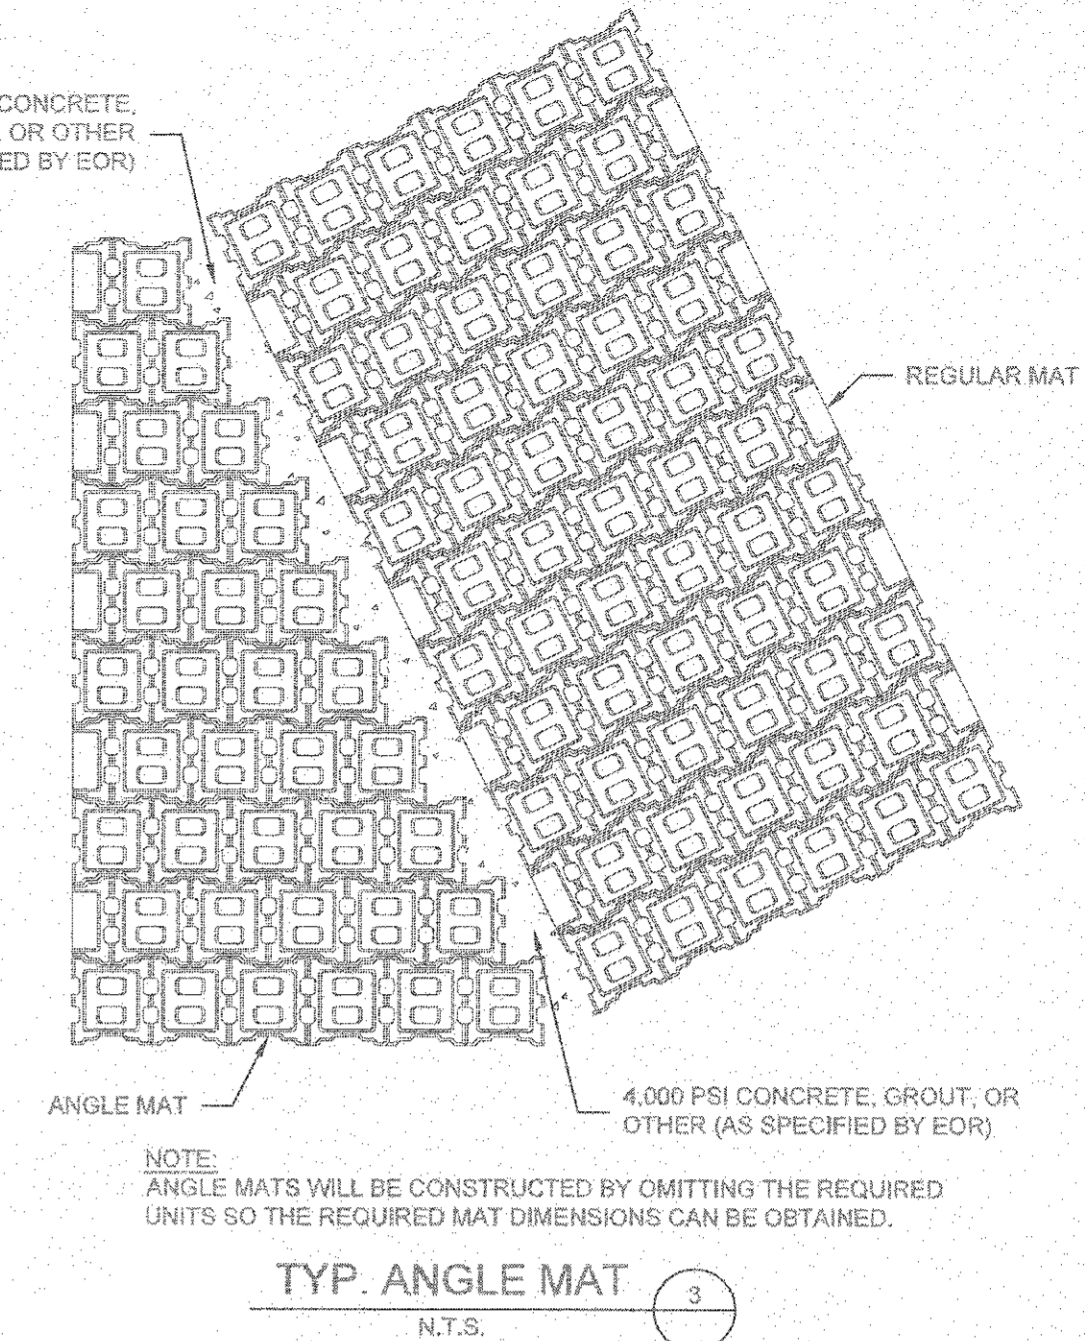 CONCRETE,
OR OTHER
ED BY EOR)
REGULAR MAT
ANGLE MAT
4,000 PSI CONCRETE, GROUT, OR
OTHER (AS SPECIFIED BY EOR)
NOTE:
ANGLE MATS WILL BE CONSTRUCTED BY OMITTING THE REQUIRED
UNITS SO THE REQUIRED MAT DIMENSIONS CAN BE OBTAINED.
TYP. ANGLE MAT
3
N.T.S.